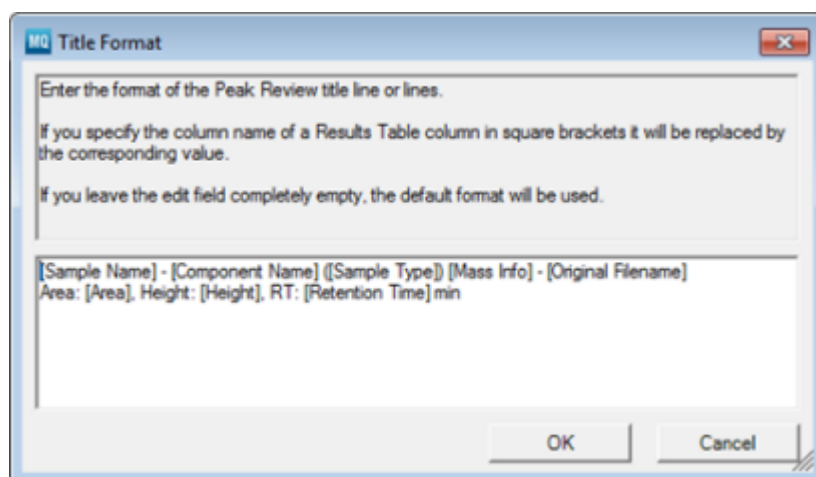 MQ Title Format
Enter the format of the Peak Review title line or lines.
If you specify the column name of a Results Table column in square brackets it will be replaced by
the corresponding value.
If you leave the edit field completely empty, the default format will be used.
[Sample Name] - [Component Name] ([Sample Type]) [Mass Info] - [Original Filename]
Area: [Area], Height: [Height], RT: [Retention Time] min
OK Cancel